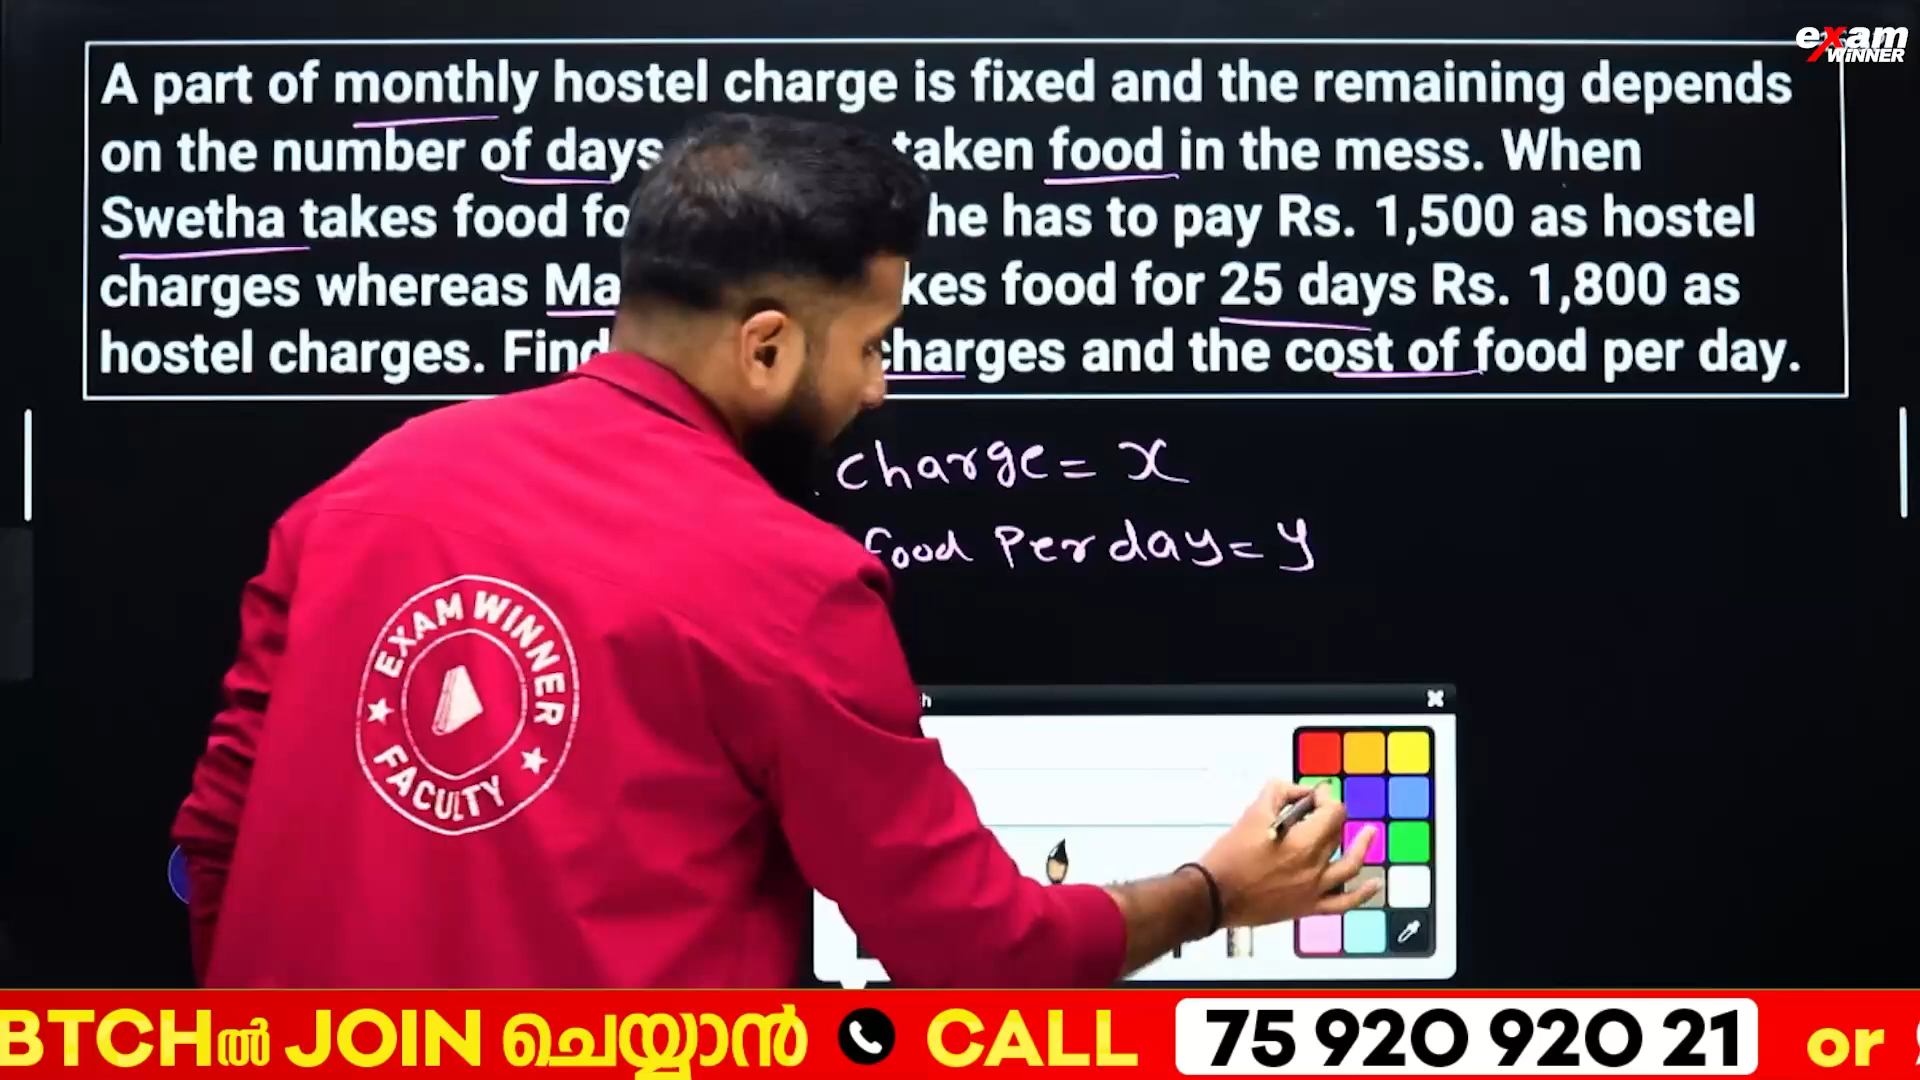 exam
WiNNER
A part of monthly hostel charge is fixed and the remaining depends
on the number of days taken food in the mess. When
Swetha takes food he has to pay Rs. 1,500 as hostel
charges whereas food for 25 days Rs. 1,800 as
hostel charges. Find charges and the cost of food per day.
charge = x
food Per day = y
EXAM WINNER
FACULTY
BTCHൽ JOIN ചെയ്യാൻ CALL 75 920 920 21 or